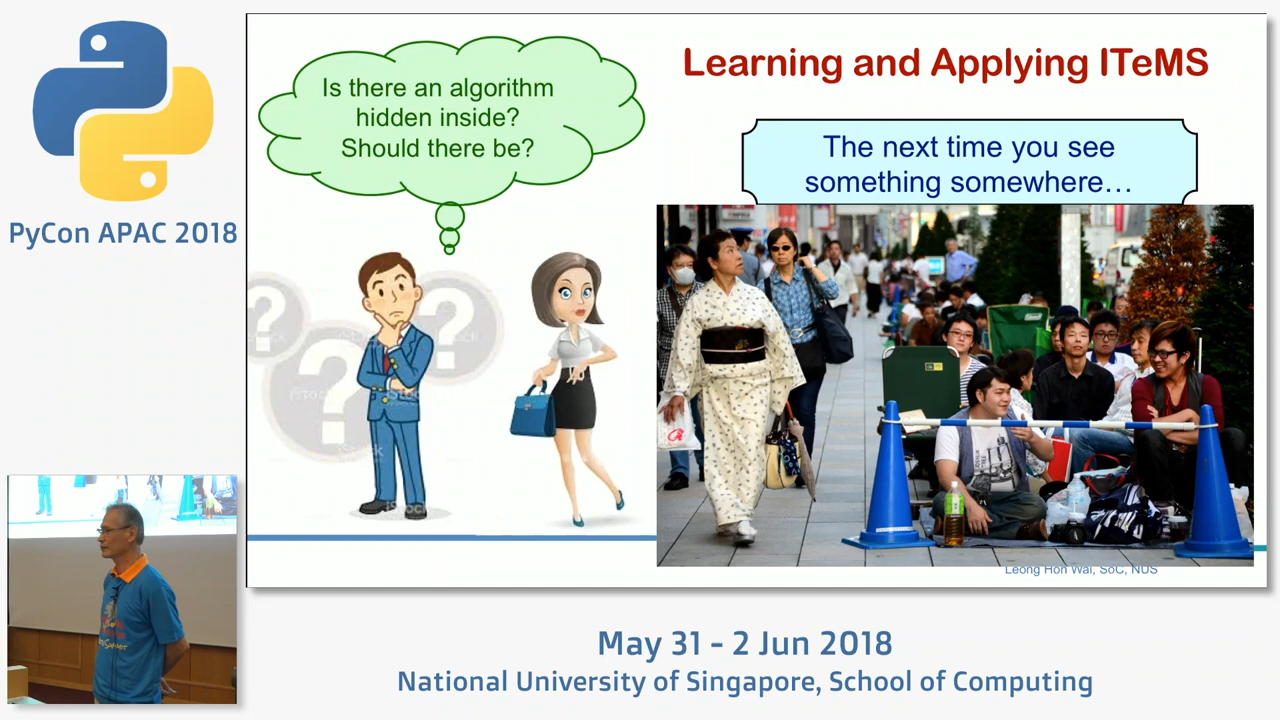 PyCon APAC 2018
Is there an algorithm
hidden inside?
Should there be?
Learning and Applying ITeMS
The next time you see
something somewhere…
Leong Hon Wai, SoC, NUS
May 31 - 2 Jun 2018
National University of Singapore, School of Computing